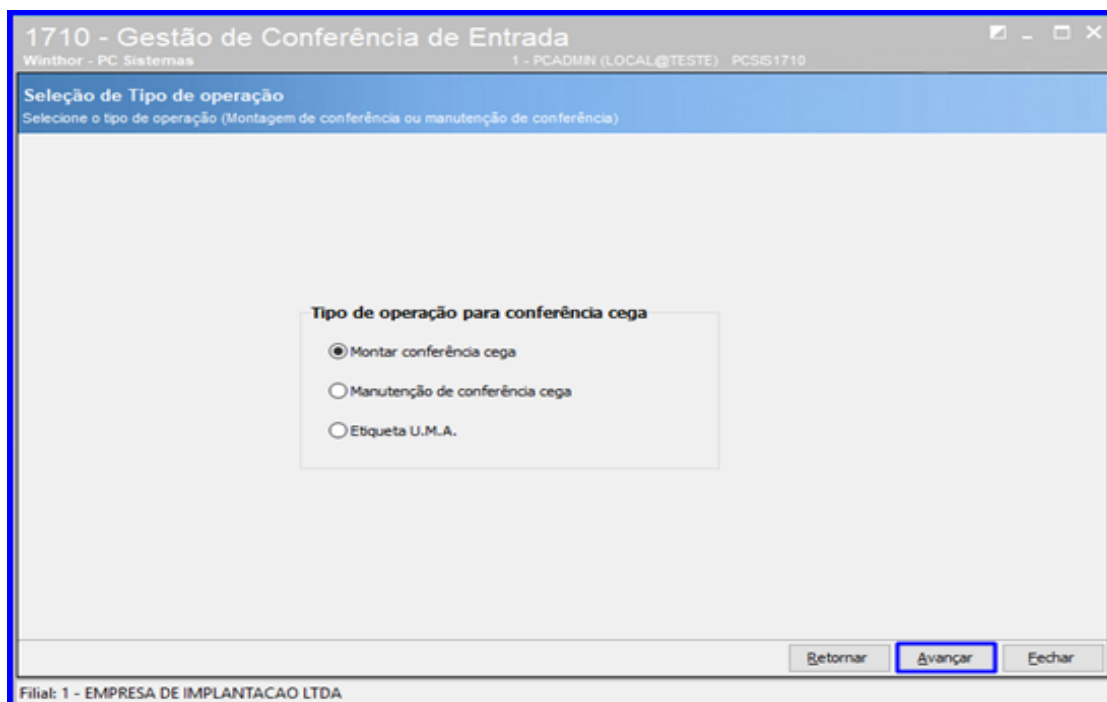 1710 - Gestão de Conferência de Entrada
Winthor - PC Sistemas 1 - PCADMIN (LOCAL@TESTE) PCSIS1710
Seleção de Tipo de operação
Selecione o tipo de operação (Montagem de conferência ou manutenção de conferência)
Tipo de operação para conferência cega
Montar conferência cega
Manutenção de conferência cega
Etiqueta U.M.A.
Retornar Avançar Fechar
Filial: 1 - EMPRESA DE IMPLANTACAO LTDA